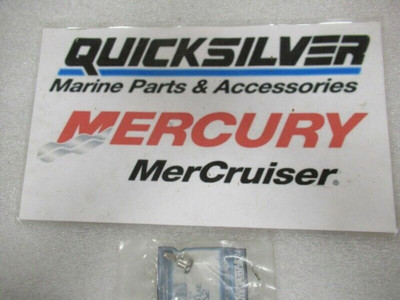 QUICKSILVER
Marine Parts & Accessories
MERCURY
MerCruiser®